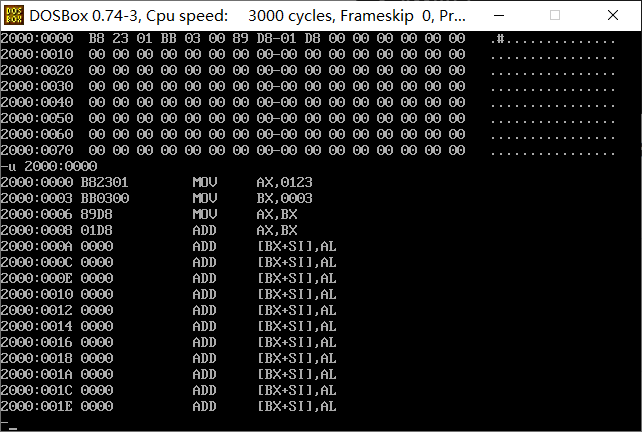 DOSBox 0.74-3, Cpu speed:    3000 cycles, Frameskip  0, Pr...
2000:0000  B8 23 01 BB 03 00 89 D8-01 D8 00 00 00 00 00 00   .#..............
2000:0010  00 00 00 00 00 00 00 00-00 00 00 00 00 00 00 00   ................
2000:0020  00 00 00 00 00 00 00 00-00 00 00 00 00 00 00 00   ................
2000:0030  00 00 00 00 00 00 00 00-00 00 00 00 00 00 00 00   ................
2000:0040  00 00 00 00 00 00 00 00-00 00 00 00 00 00 00 00   ................
2000:0050  00 00 00 00 00 00 00 00-00 00 00 00 00 00 00 00   ................
2000:0060  00 00 00 00 00 00 00 00-00 00 00 00 00 00 00 00   ................
2000:0070  00 00 00 00 00 00 00 00-00 00 00 00 00 00 00 00   ................
-u 2000:0000
2000:0000 B82301        MOV     AX,0123
2000:0003 BB0300        MOV     BX,0003
2000:0006 89D8          MOV     AX,BX
2000:0008 01D8          ADD     AX,BX
2000:000A 0000          ADD     [BX+SI],AL
2000:000C 0000          ADD     [BX+SI],AL
2000:000E 0000          ADD     [BX+SI],AL
2000:0010 0000          ADD     [BX+SI],AL
2000:0012 0000          ADD     [BX+SI],AL
2000:0014 0000          ADD     [BX+SI],AL
2000:0016 0000          ADD     [BX+SI],AL
2000:0018 0000          ADD     [BX+SI],AL
2000:001A 0000          ADD     [BX+SI],AL
2000:001C 0000          ADD     [BX+SI],AL
2000:001E 0000          ADD     [BX+SI],AL
-_